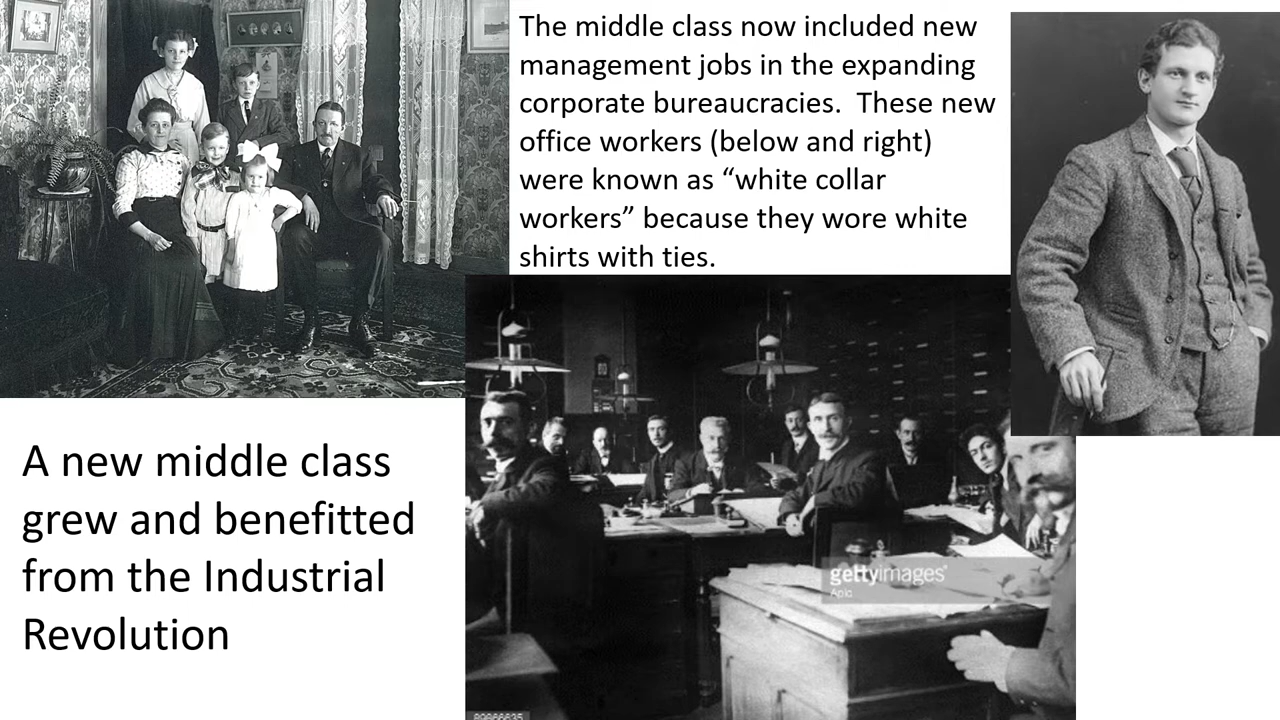 The middle class now included new
management jobs in the expanding
corporate bureaucracies.  These new
office workers (below and right)
were known as “white collar
workers” because they wore white
shirts with ties.
A new middle class
grew and benefitted
from the Industrial
Revolution
gettyimages®
Apic